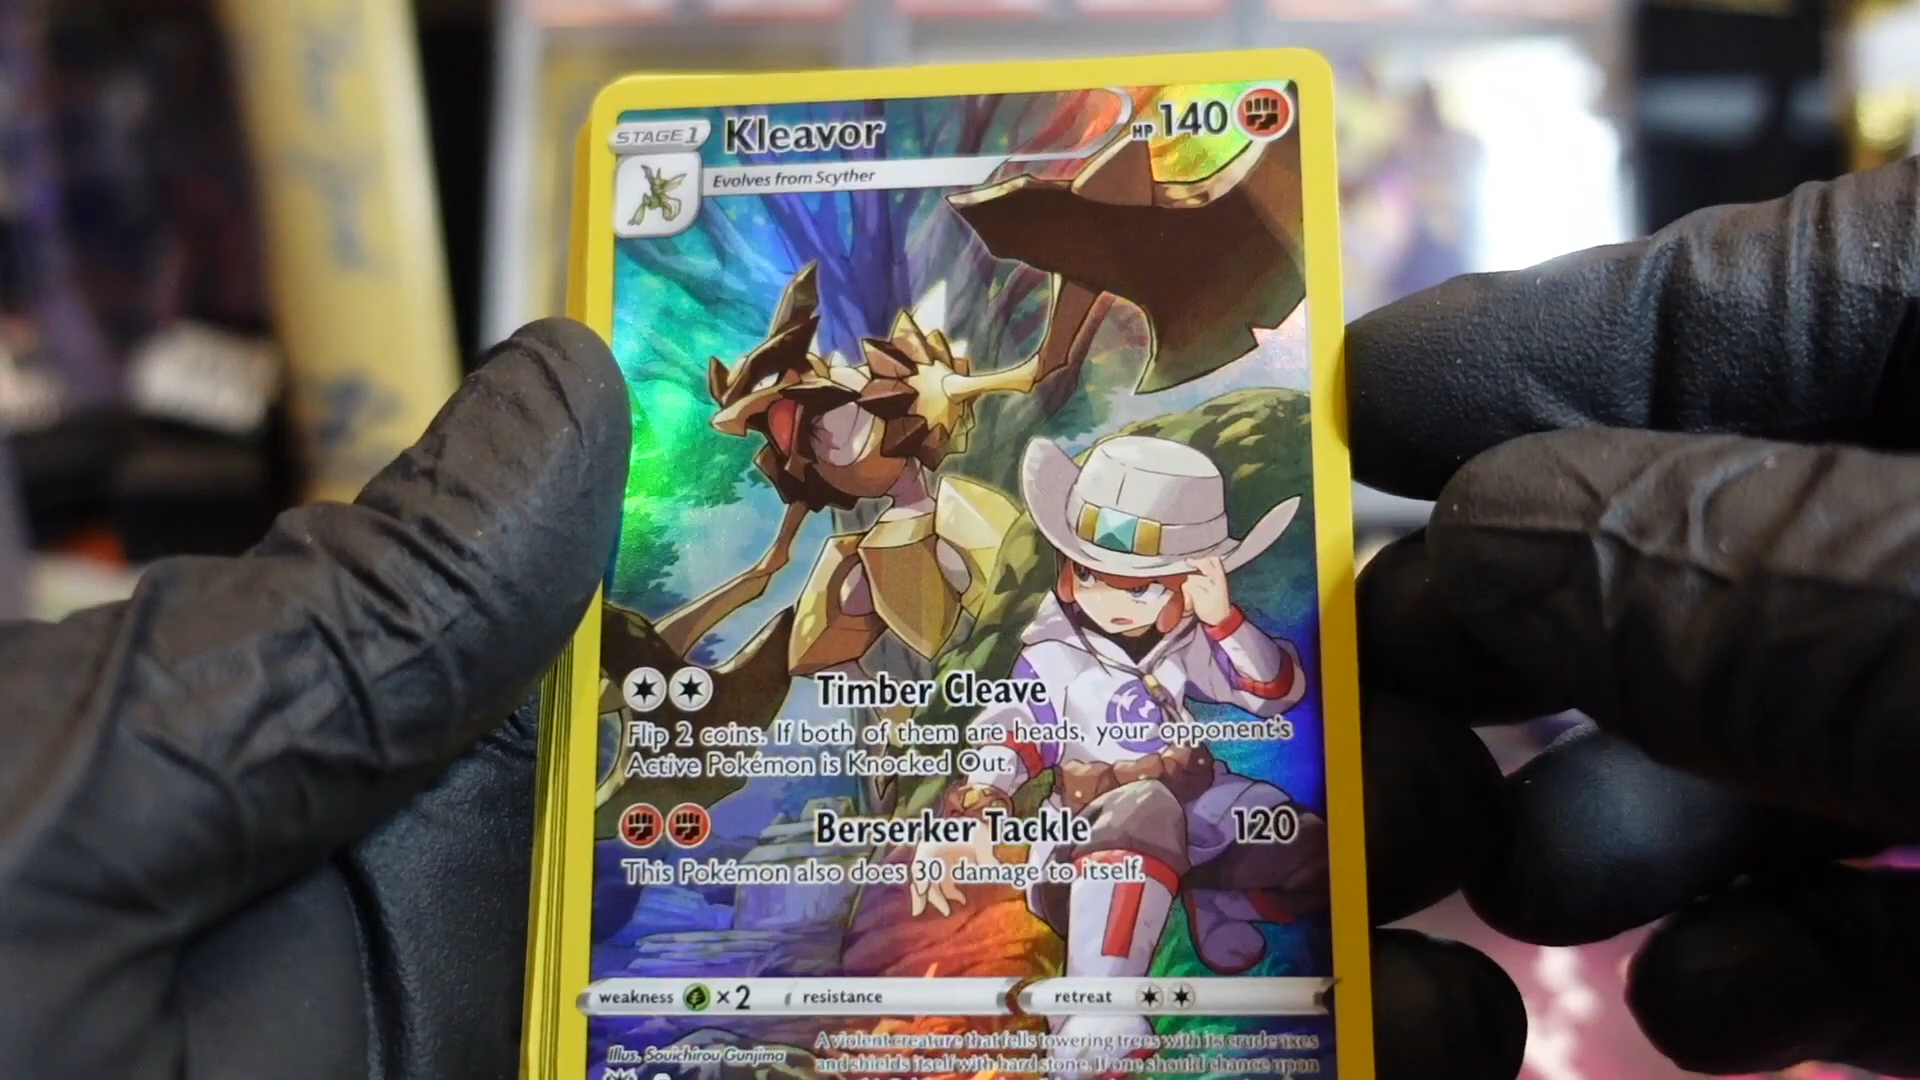 STAGE 1
Kleavor
HP 140
Evolves from Scyther
Timber Cleave
Flip 2 coins. If both of them are heads, your opponent's
Active Pokémon is Knocked Out.
Berserker Tackle 120
This Pokémon also does 30 damage to itself.
weakness ×2 resistance retreat
Illus. Souichirou Gunjima
A violent creature that fells towering trees with its crude axes
and shields itself with hard stone. If one should chance upon